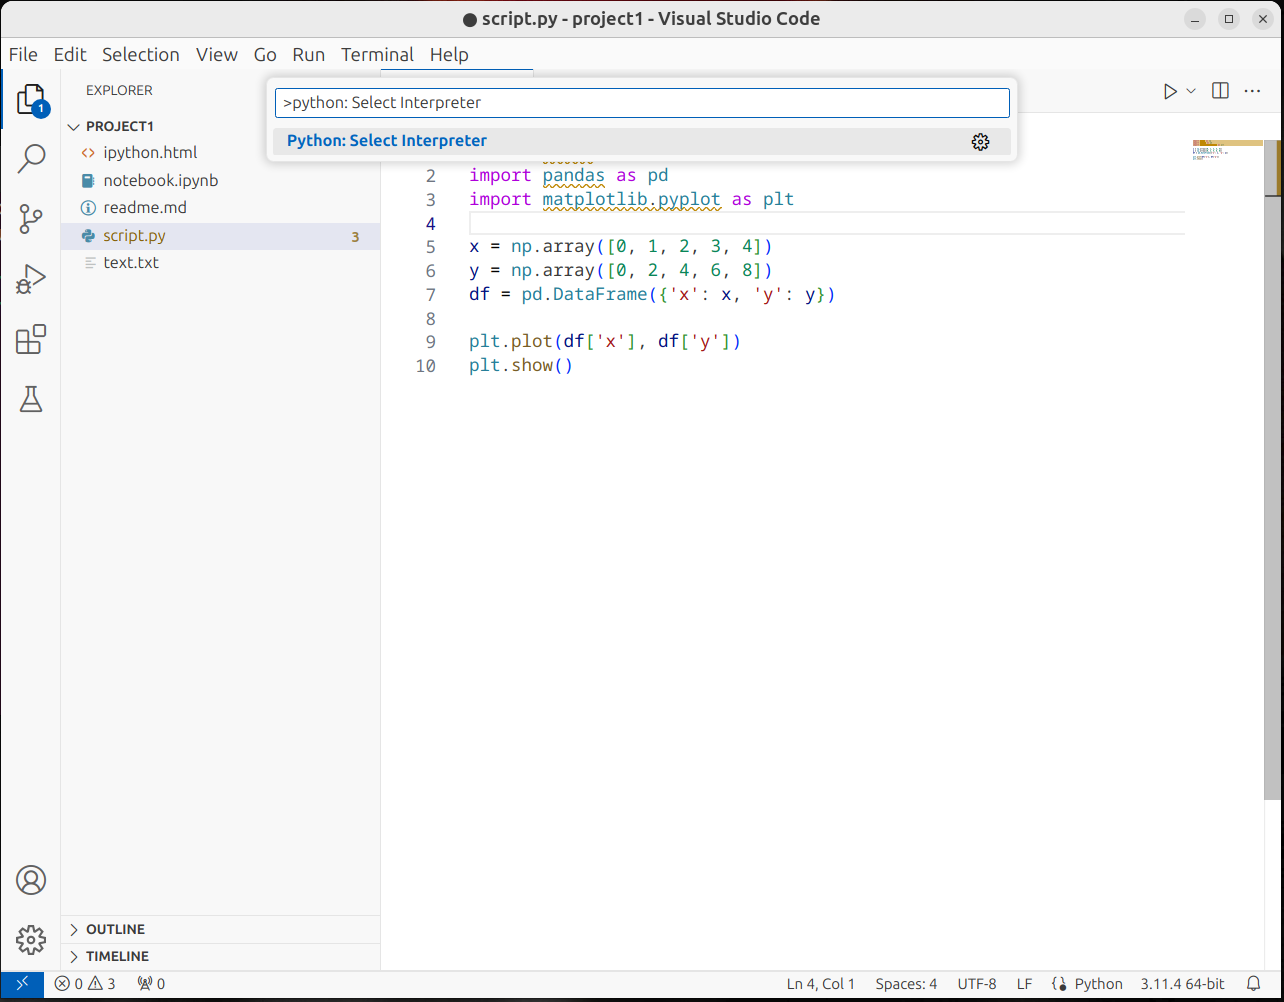 ● script.py - project1 - Visual Studio Code
File Edit Selection View Go Run Terminal Help
1
EXPLORER
PROJECT1
ipython.html
notebook.ipynb
readme.md
script.py 3
text.txt
OUTLINE
TIMELINE
>python: Select Interpreter
Python: Select Interpreter
2 import pandas as pd
3 import matplotlib.pyplot as plt
4
5 x = np.array([0, 1, 2, 3, 4])
6 y = np.array([0, 2, 4, 6, 8])
7 df = pd.DataFrame({'x': x, 'y': y})
8
9 plt.plot(df['x'], df['y'])
10 plt.show()
0 3 0 Ln 4, Col 1 Spaces: 4 UTF-8 LF Python 3.11.4 64-bit